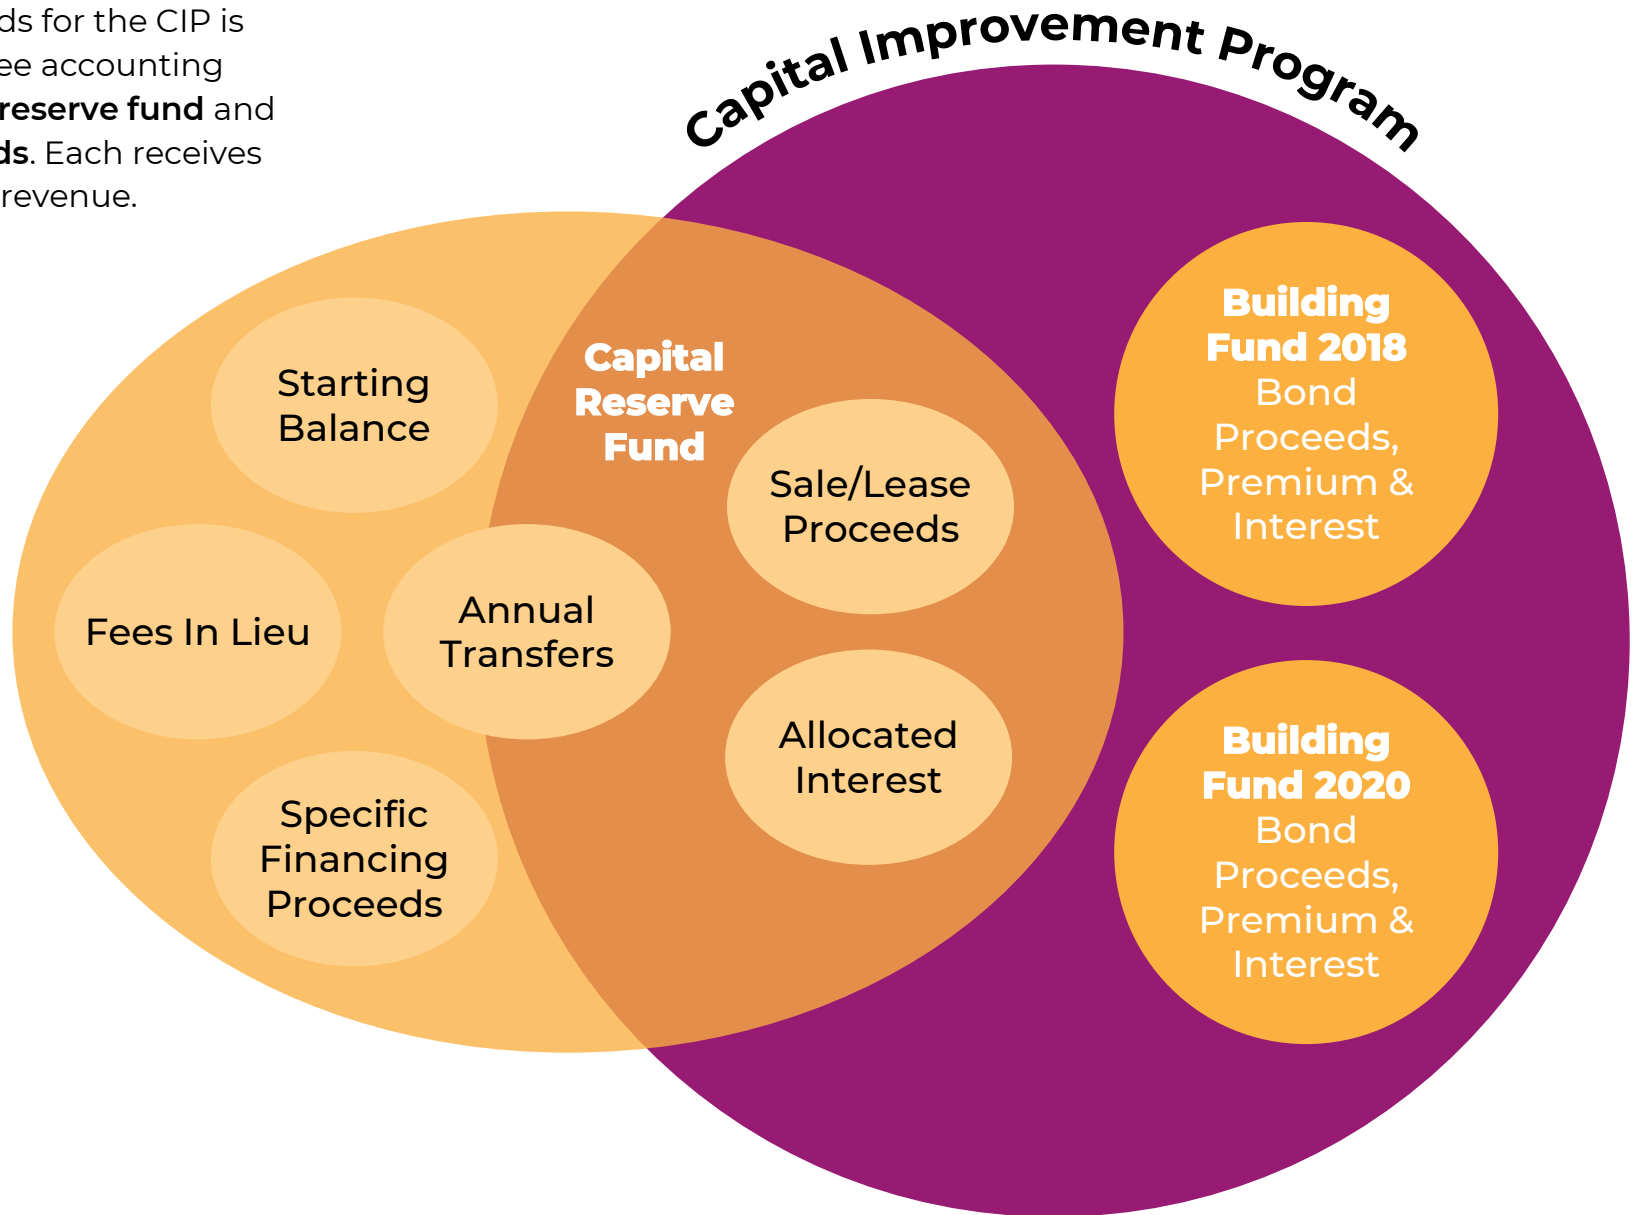 ds for the CIP is
ee accounting
reserve fund and
ds. Each receives
revenue.
Capital Improvement Program
Capital
Reserve
Fund
Starting
Balance
Fees In Lieu
Annual
Transfers
Specific
Financing
Proceeds
Sale/Lease
Proceeds
Allocated
Interest
Building
Fund 2018
Bond
Proceeds,
Premium &
Interest
Building
Fund 2020
Bond
Proceeds,
Premium &
Interest